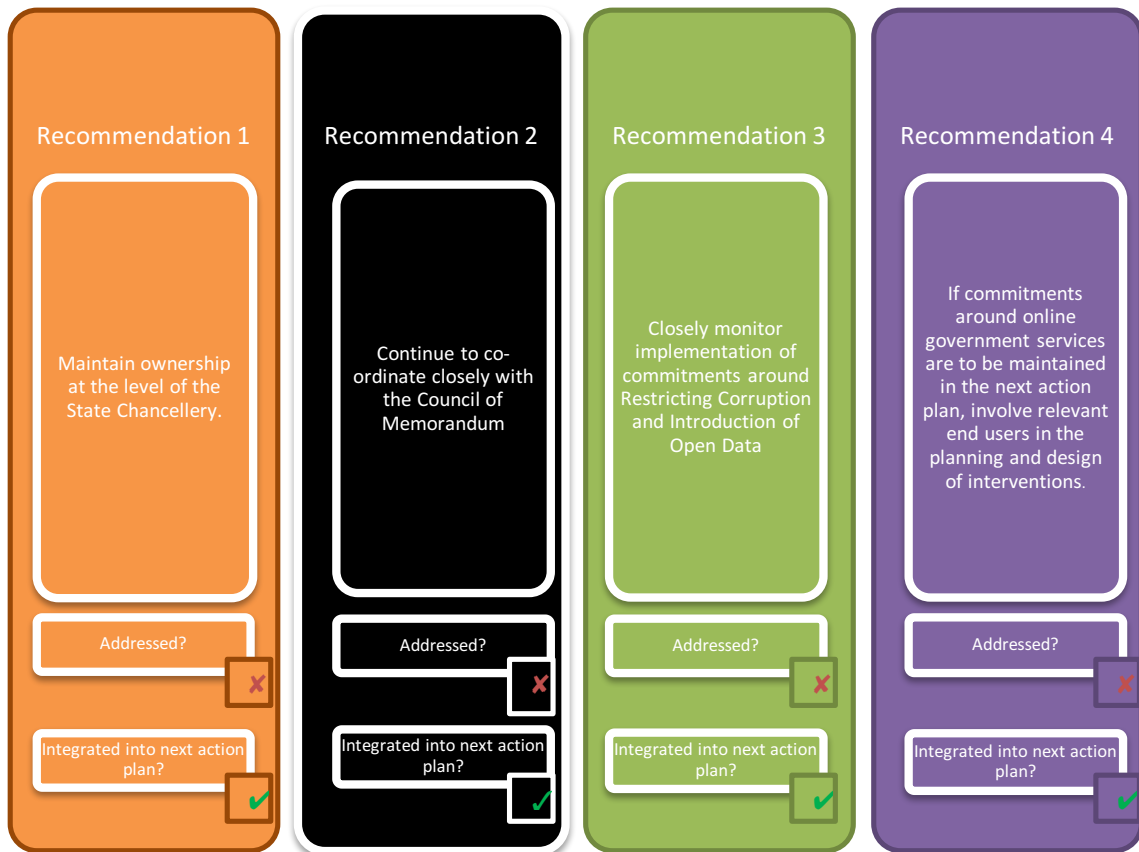 Recommendation 1
Maintain ownership
at the level of the
State Chancellery.
Addressed?
✘
Integrated into next action
plan?
✔
Recommendation 2
Continue to co-
ordinate closely with
the Council of
Memorandum
Addressed?
✘
Integrated into next action
plan?
✓
Recommendation 3
Closely monitor
implementation of
commitments around
Restricting Corruption
and Introduction of
Open Data
Addressed?
✘
Integrated into next action
plan?
✔
Recommendation 4
If commitments
around online
government services
are to be maintained
in the next action
plan, involve relevant
end users in the
planning and design
of interventions.
Addressed?
✘
Integrated into next action
plan?
✔